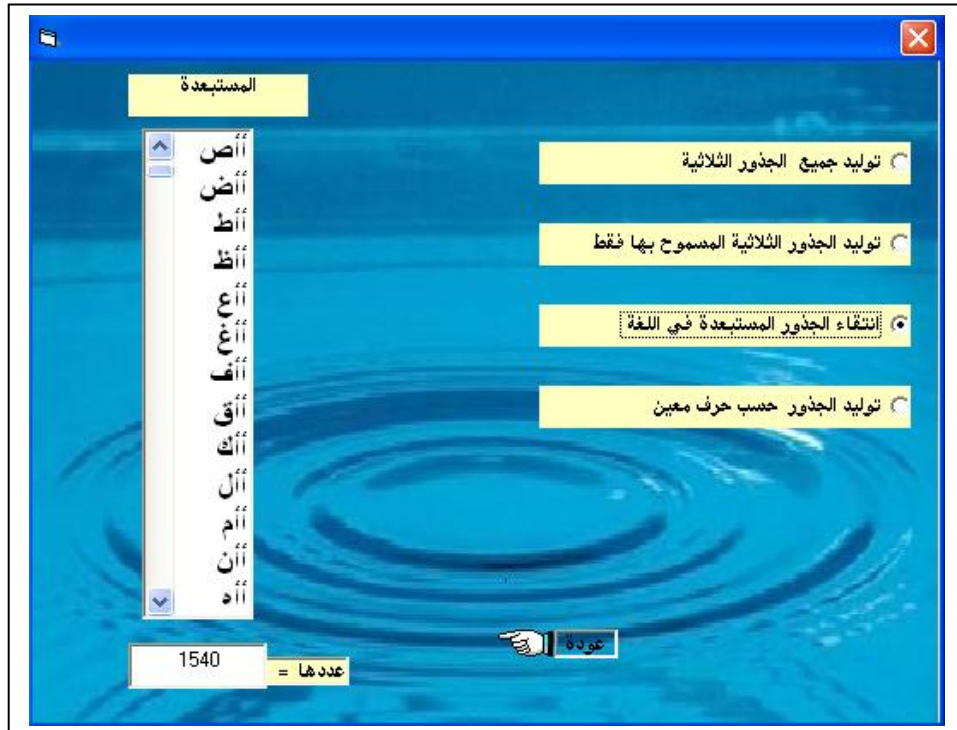 المستبعدة
توليد جميع الجذور الثلاثية
توليد الجذور الثلاثية المسموح بها فقط
انتقاء الجذور المستبعدة في اللغة
توليد الجذور حسب حرف معين
أأص
أأض
أأط
أأظ
أأع
أأغ
أأف
أأق
أأك
أأل
أأم
أأن
أأه
عودة
عددها =
1540